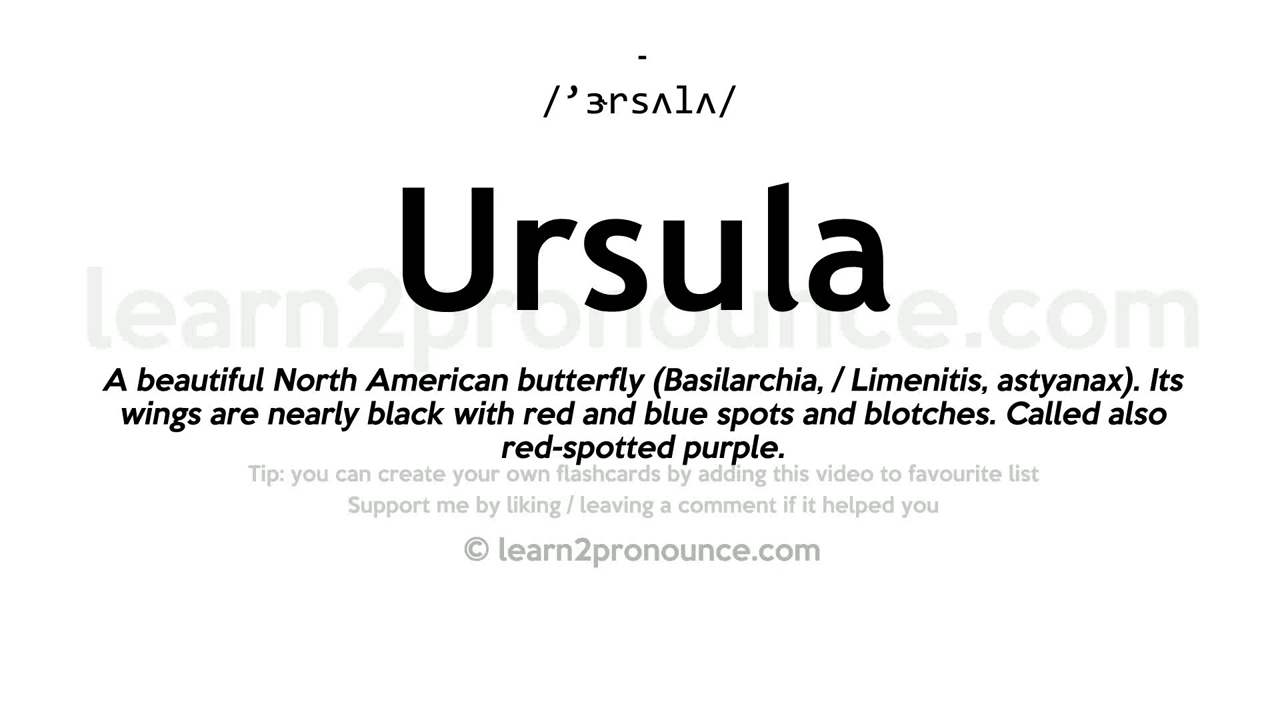 -
/’ɝrsʌlʌ/
Ursula
learn2pronounce.com
A beautiful North American butterfly (Basilarchia, / Limenitis, astyanax). Its
wings are nearly black with red and blue spots and blotches. Called also
red-spotted purple.
Tip: you can create your own flashcards by adding this video to favourite list
Support me by liking / leaving a comment if it helped you
© learn2pronounce.com